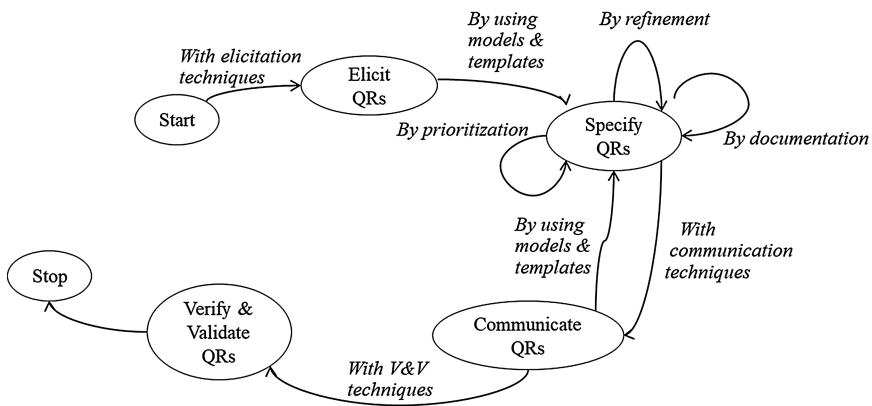 By using
models &
templates
By refinement
With elicitation
techniques
Elicit
QRs
Start
By prioritization
Specify
QRs
By documentation
By using
models &
templates
With
communication
techniques
Stop
Verify &
Validate
QRs
Communicate
QRs
With V&V
techniques